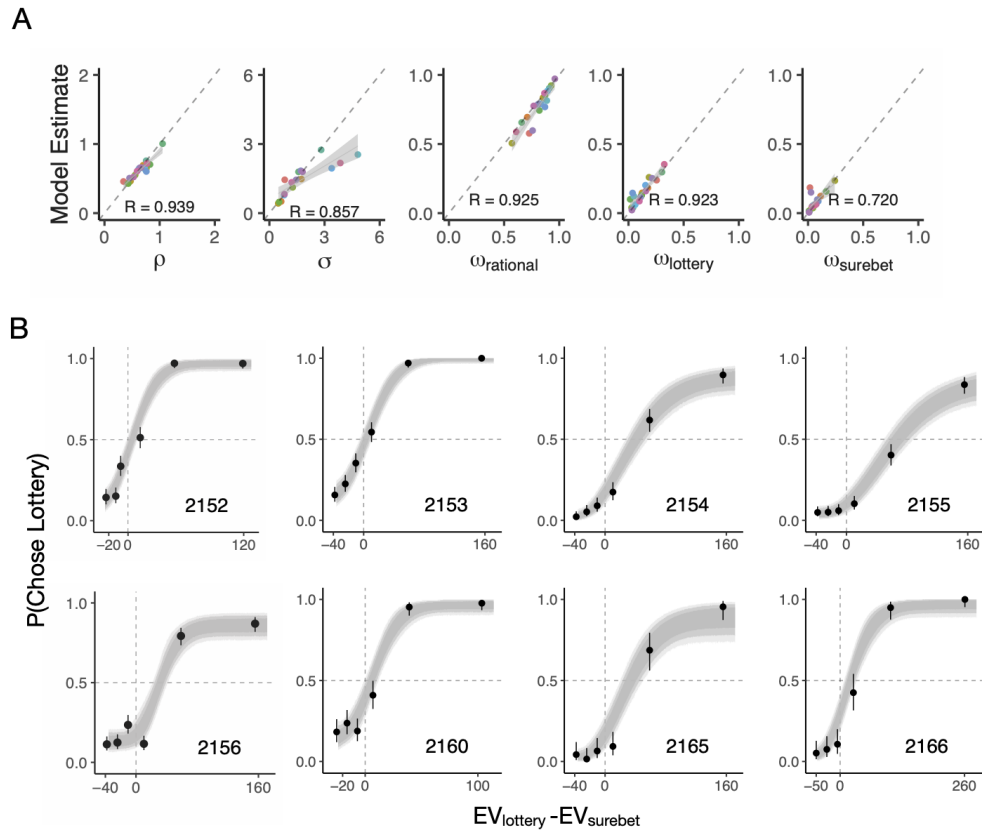 A
Model Estimate
2
1
0
R = 0.939
0 1 2
ρ
6
3
0
R = 0.857
0 3 6
σ
1.0
0.5
0.0
R = 0.925
0.0 0.5 1.0
ωrational
1.0
0.5
0.0
R = 0.923
0.0 0.5 1.0
ωlottery
1.0
0.5
0.0
R = 0.720
0.0 0.5 1.0
ωsurebet
B
P(Chose Lottery)
1.0
0.5
0.0
2152
−20 0 120
1.0
0.5
0.0
2153
−40 0 160
1.0
0.5
0.0
2154
−40 0 160
1.0
0.5
0.0
2155
−40 0 160
1.0
0.5
0.0
2156
−40 0 160
1.0
0.5
0.0
2160
−20 0 100
1.0
0.5
0.0
2165
−40 0 160
1.0
0.5
0.0
2166
−50 0 260
EVlottery -EVsurebet